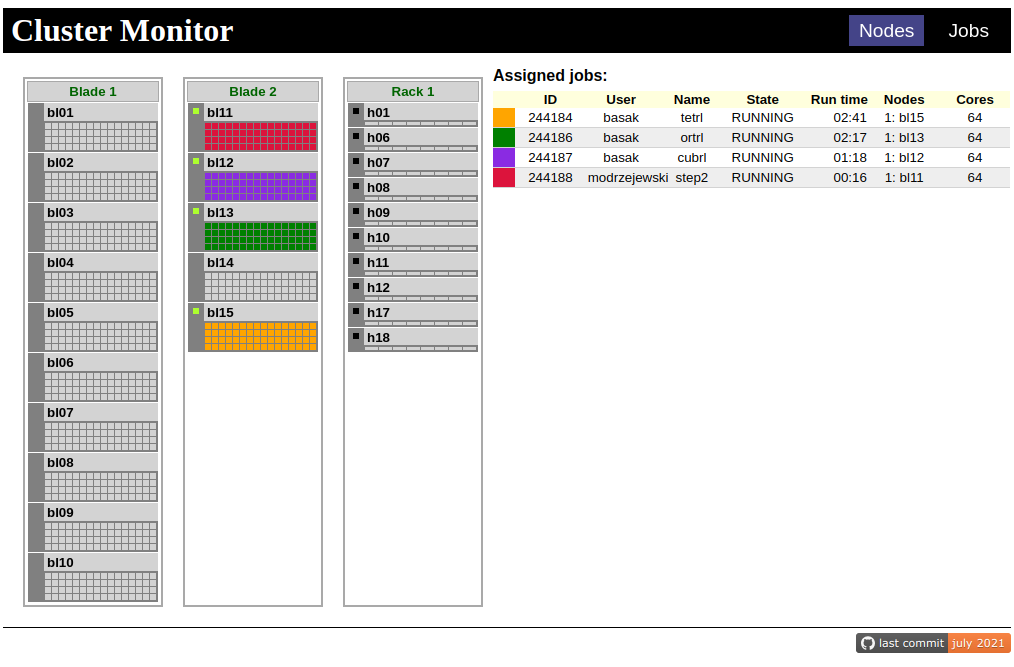 Cluster Monitor
Nodes Jobs
Blade 1
bl01
bl02
bl03
bl04
bl05
bl06
bl07
bl08
bl09
bl10
Blade 2
bl11
bl12
bl13
bl14
bl15
Rack 1
h01
h06
h07
h08
h09
h10
h11
h12
h17
h18
Assigned jobs:
ID User Name State Run time Nodes Cores
244184 basak tetrl RUNNING 02:41 1: bl15 64
244186 basak ortrl RUNNING 02:17 1: bl13 64
244187 basak cubrl RUNNING 01:18 1: bl12 64
244188 modrzejewski step2 RUNNING 00:16 1: bl11 64
last commit july 2021